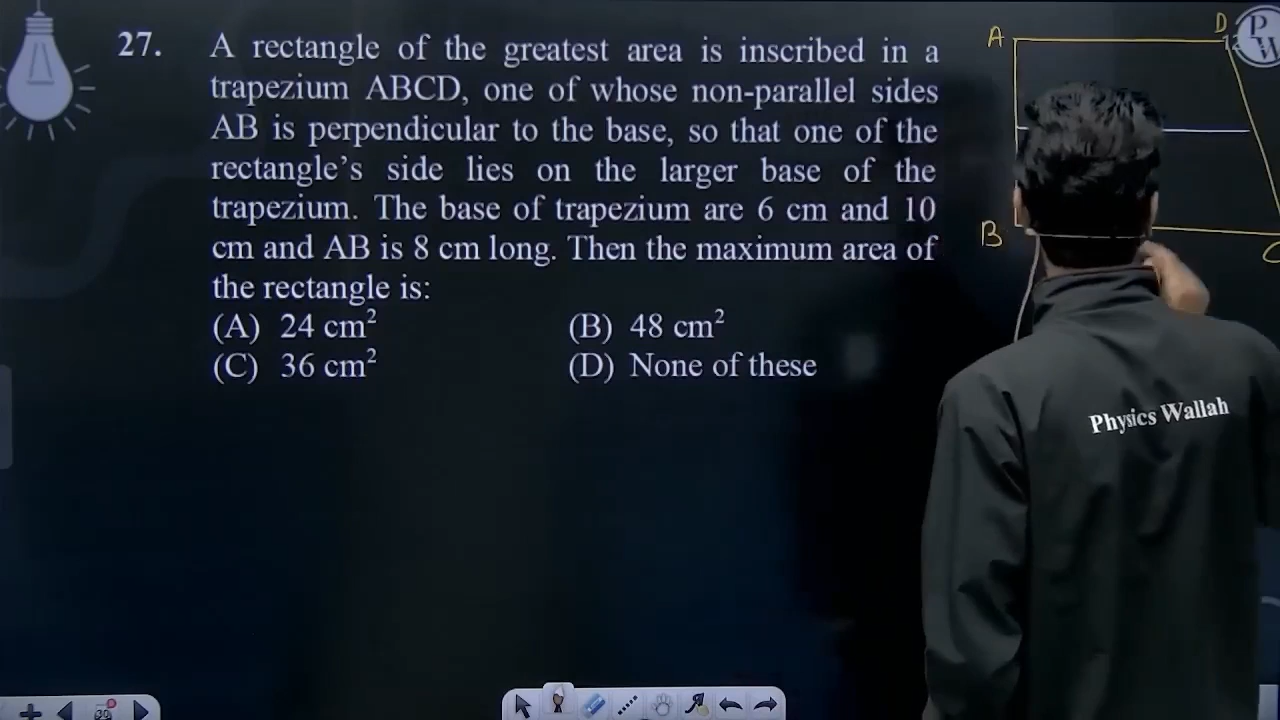 27. A rectangle of the greatest area is inscribed in a
trapezium ABCD, one of whose non-parallel sides
AB is perpendicular to the base, so that one of the
rectangle's side lies on the larger base of the
trapezium. The base of trapezium are 6 cm and 10
cm and AB is 8 cm long. Then the maximum area of
the rectangle is:
(A) 24 cm² (B) 48 cm²
(C) 36 cm² (D) None of these
A D
B C
P
W
Physics Wallah